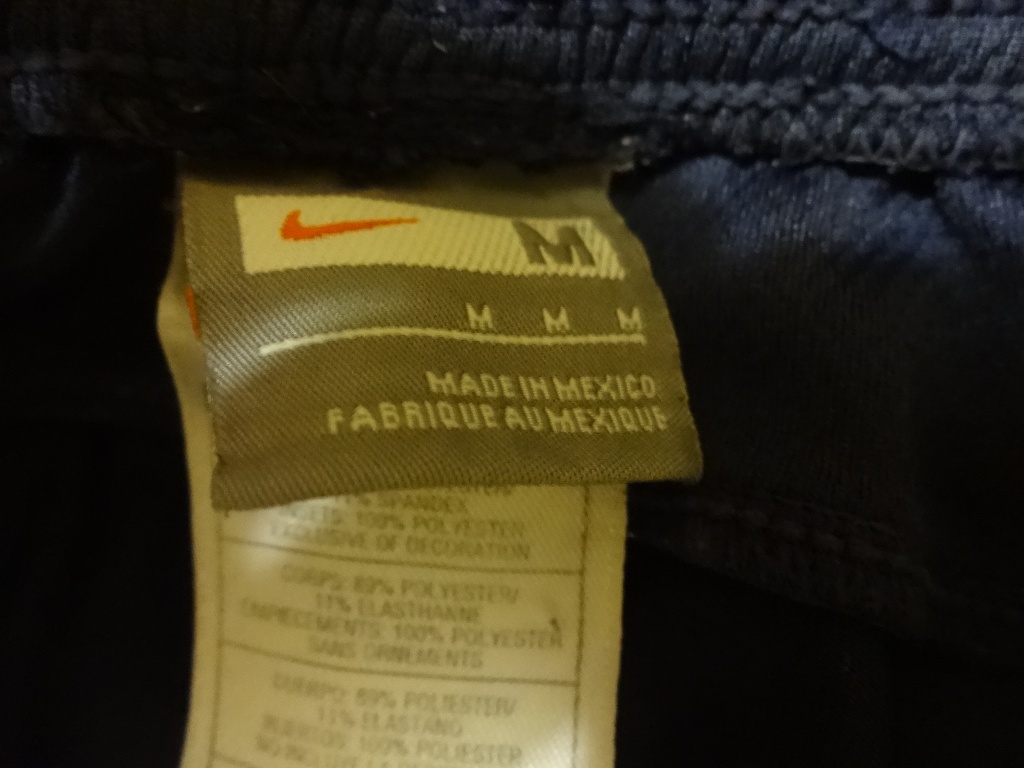 M
M M M
MADE IN MEXICO
FABRIQUE AU MEXIQUE
SPANDEX
100% POLYESTER
EXCLUSIVE OF DECORATION
CORPS: 89% POLYESTER/
11% ELASTHANNE
EMPIECEMENTS: 100% POLYESTER
SANS ORNEMENTS
CUERPO: 89% POLIESTER/
11% ELASTANO
100% POLIESTER